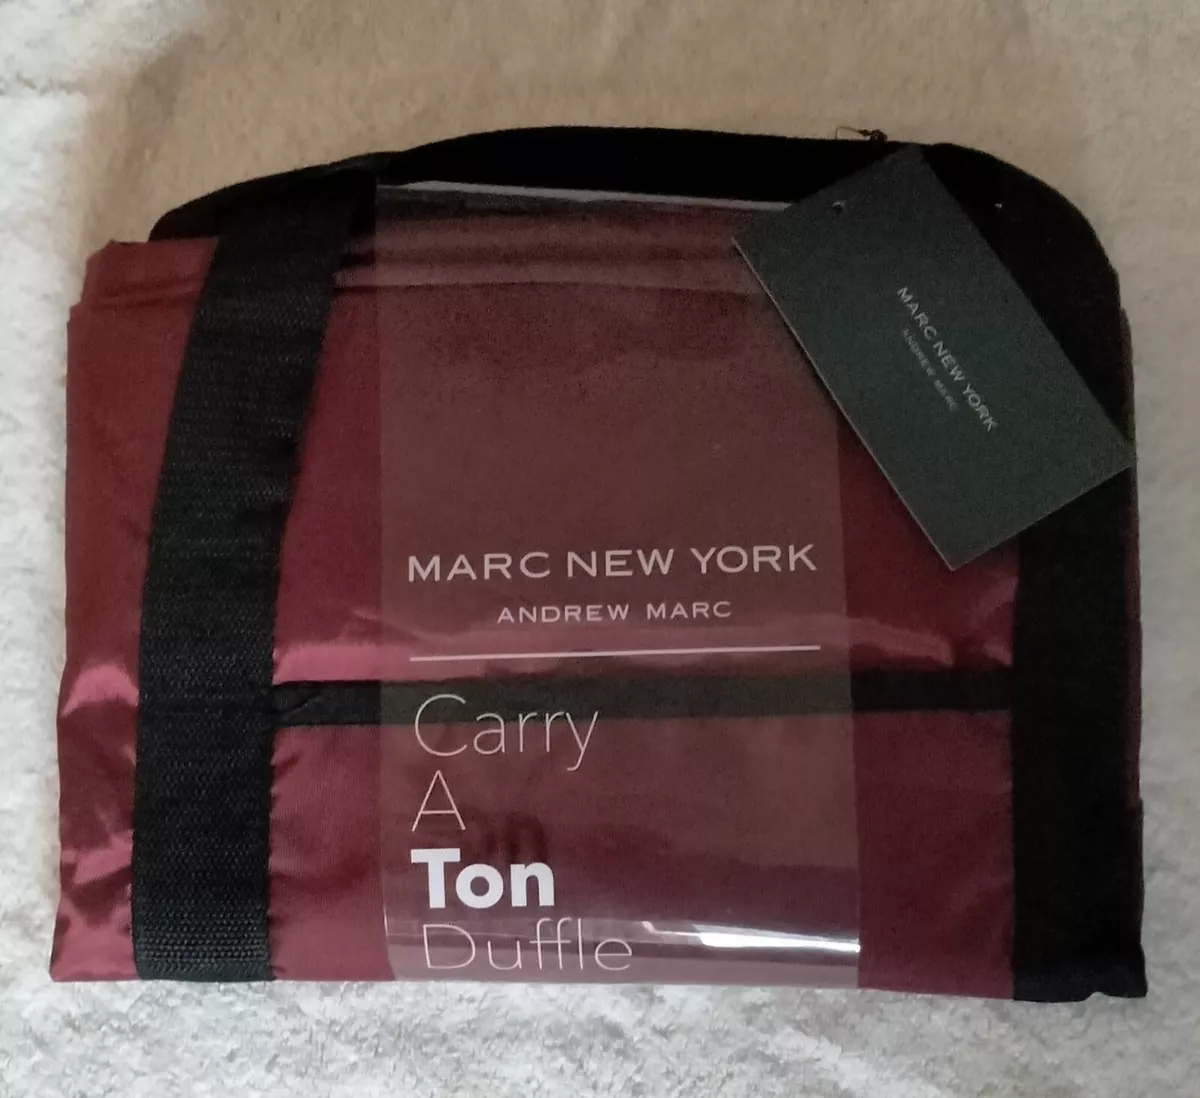 MARC NEW YORK
ANDREW MARC
MARC NEW YORK
ANDREW MARC
Carry
A
Ton
Duffle